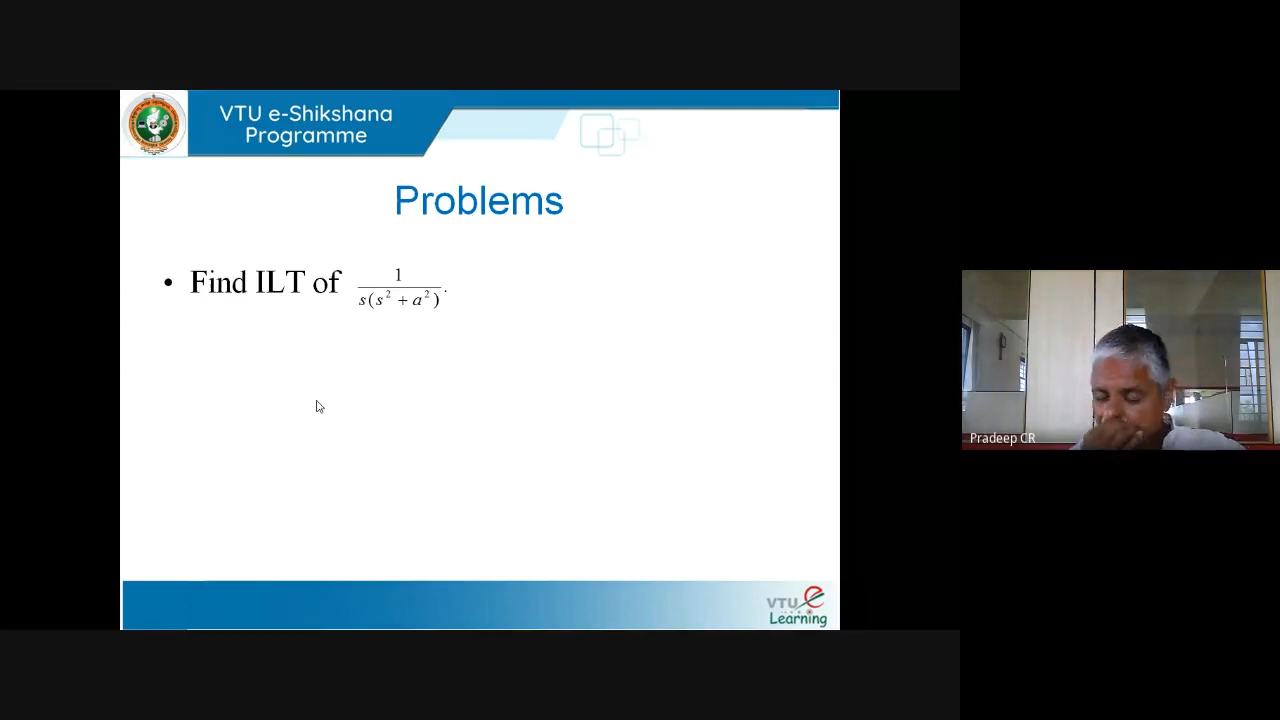 VTU e-Shikshana
Programme
Problems
• Find ILT of 1/(s(s² + a²)).
Pradeep CR
VTU e
Learning